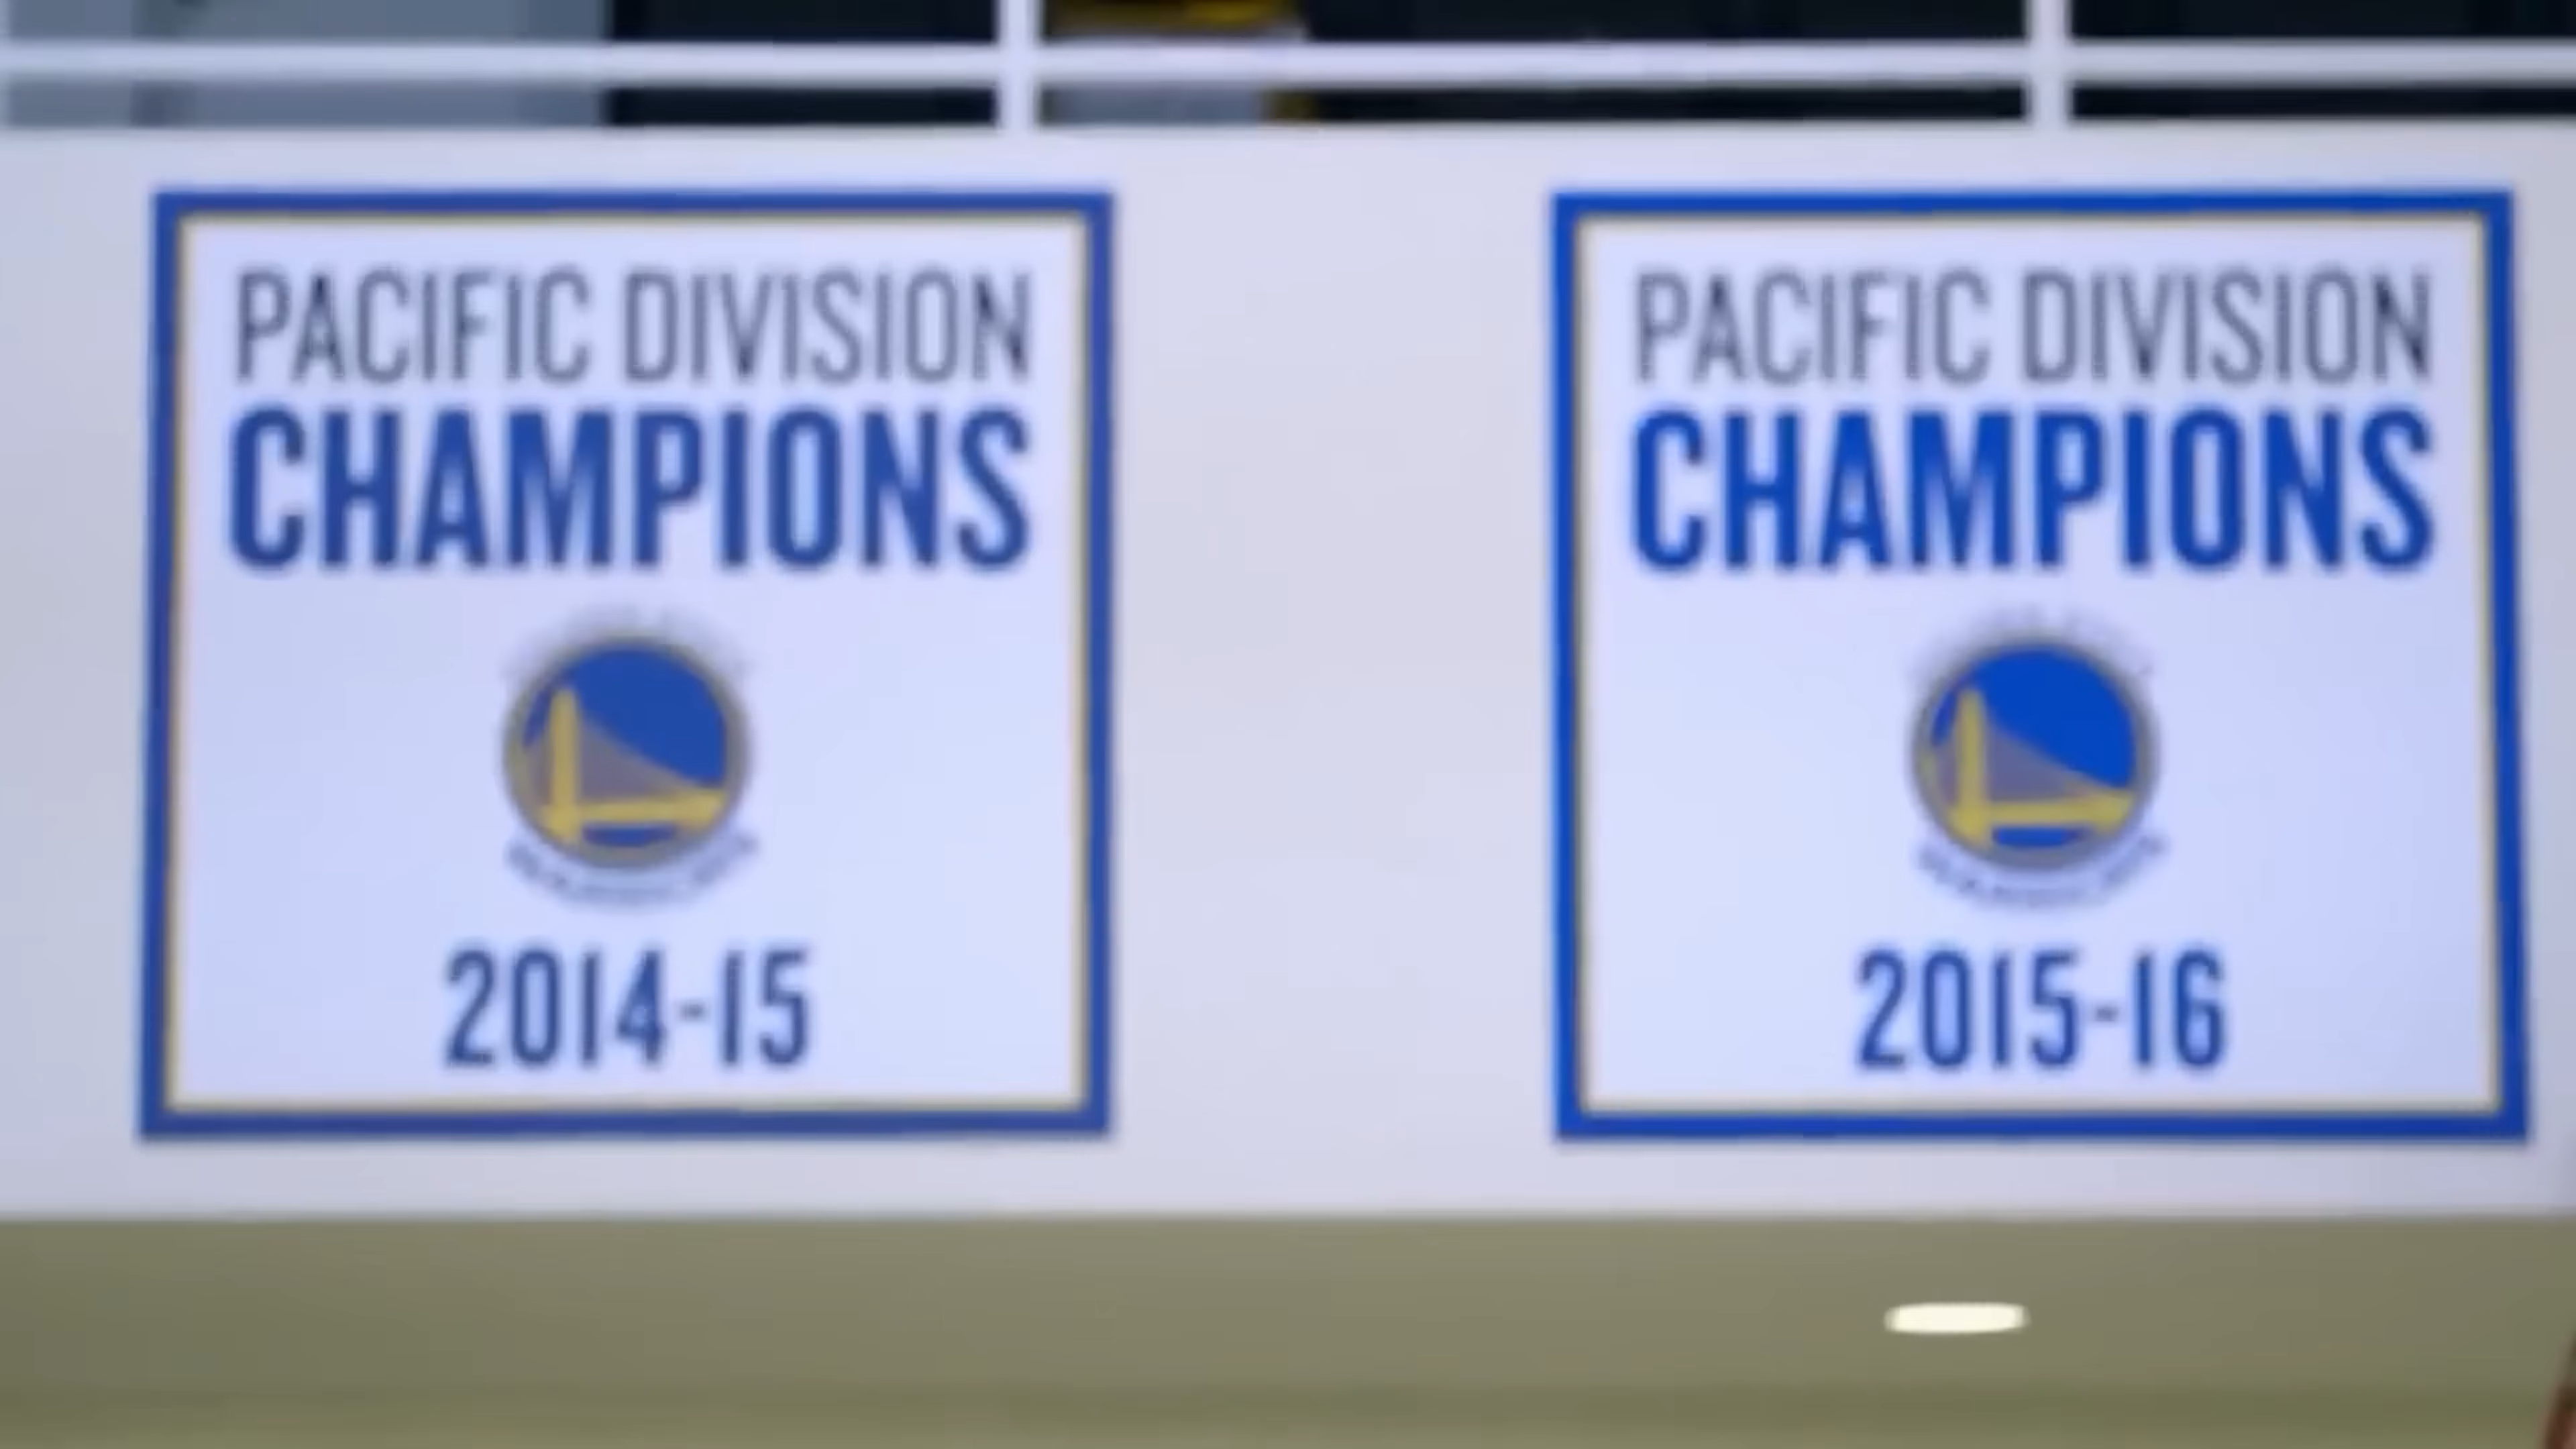 PACIFIC DIVISION
CHAMPIONS
2014-15
PACIFIC DIVISION
CHAMPIONS
2015-16